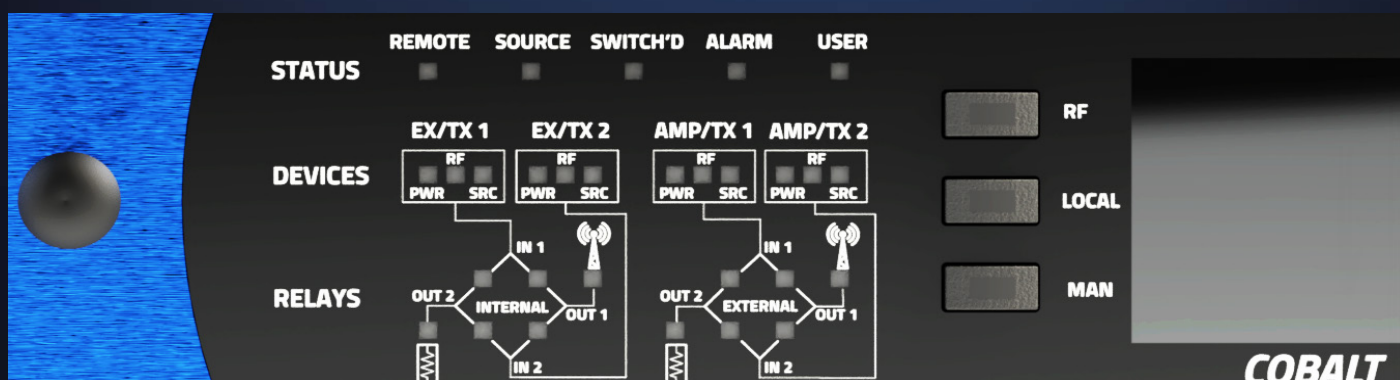 REMOTE SOURCE SWITCH'D ALARM USER
STATUS
RF
EX/TX 1 EX/TX 2 AMP/TX 1 AMP/TX 2
RF RF RF RF
DEVICES
PWR SRC PWR SRC PWR SRC PWR SRC
LOCAL
IN 1 IN 1
RELAYS
OUT 2 OUT 2
MAN
INTERNAL EXTERNAL
OUT 1 OUT 1
IN 2 IN 2
COBALT